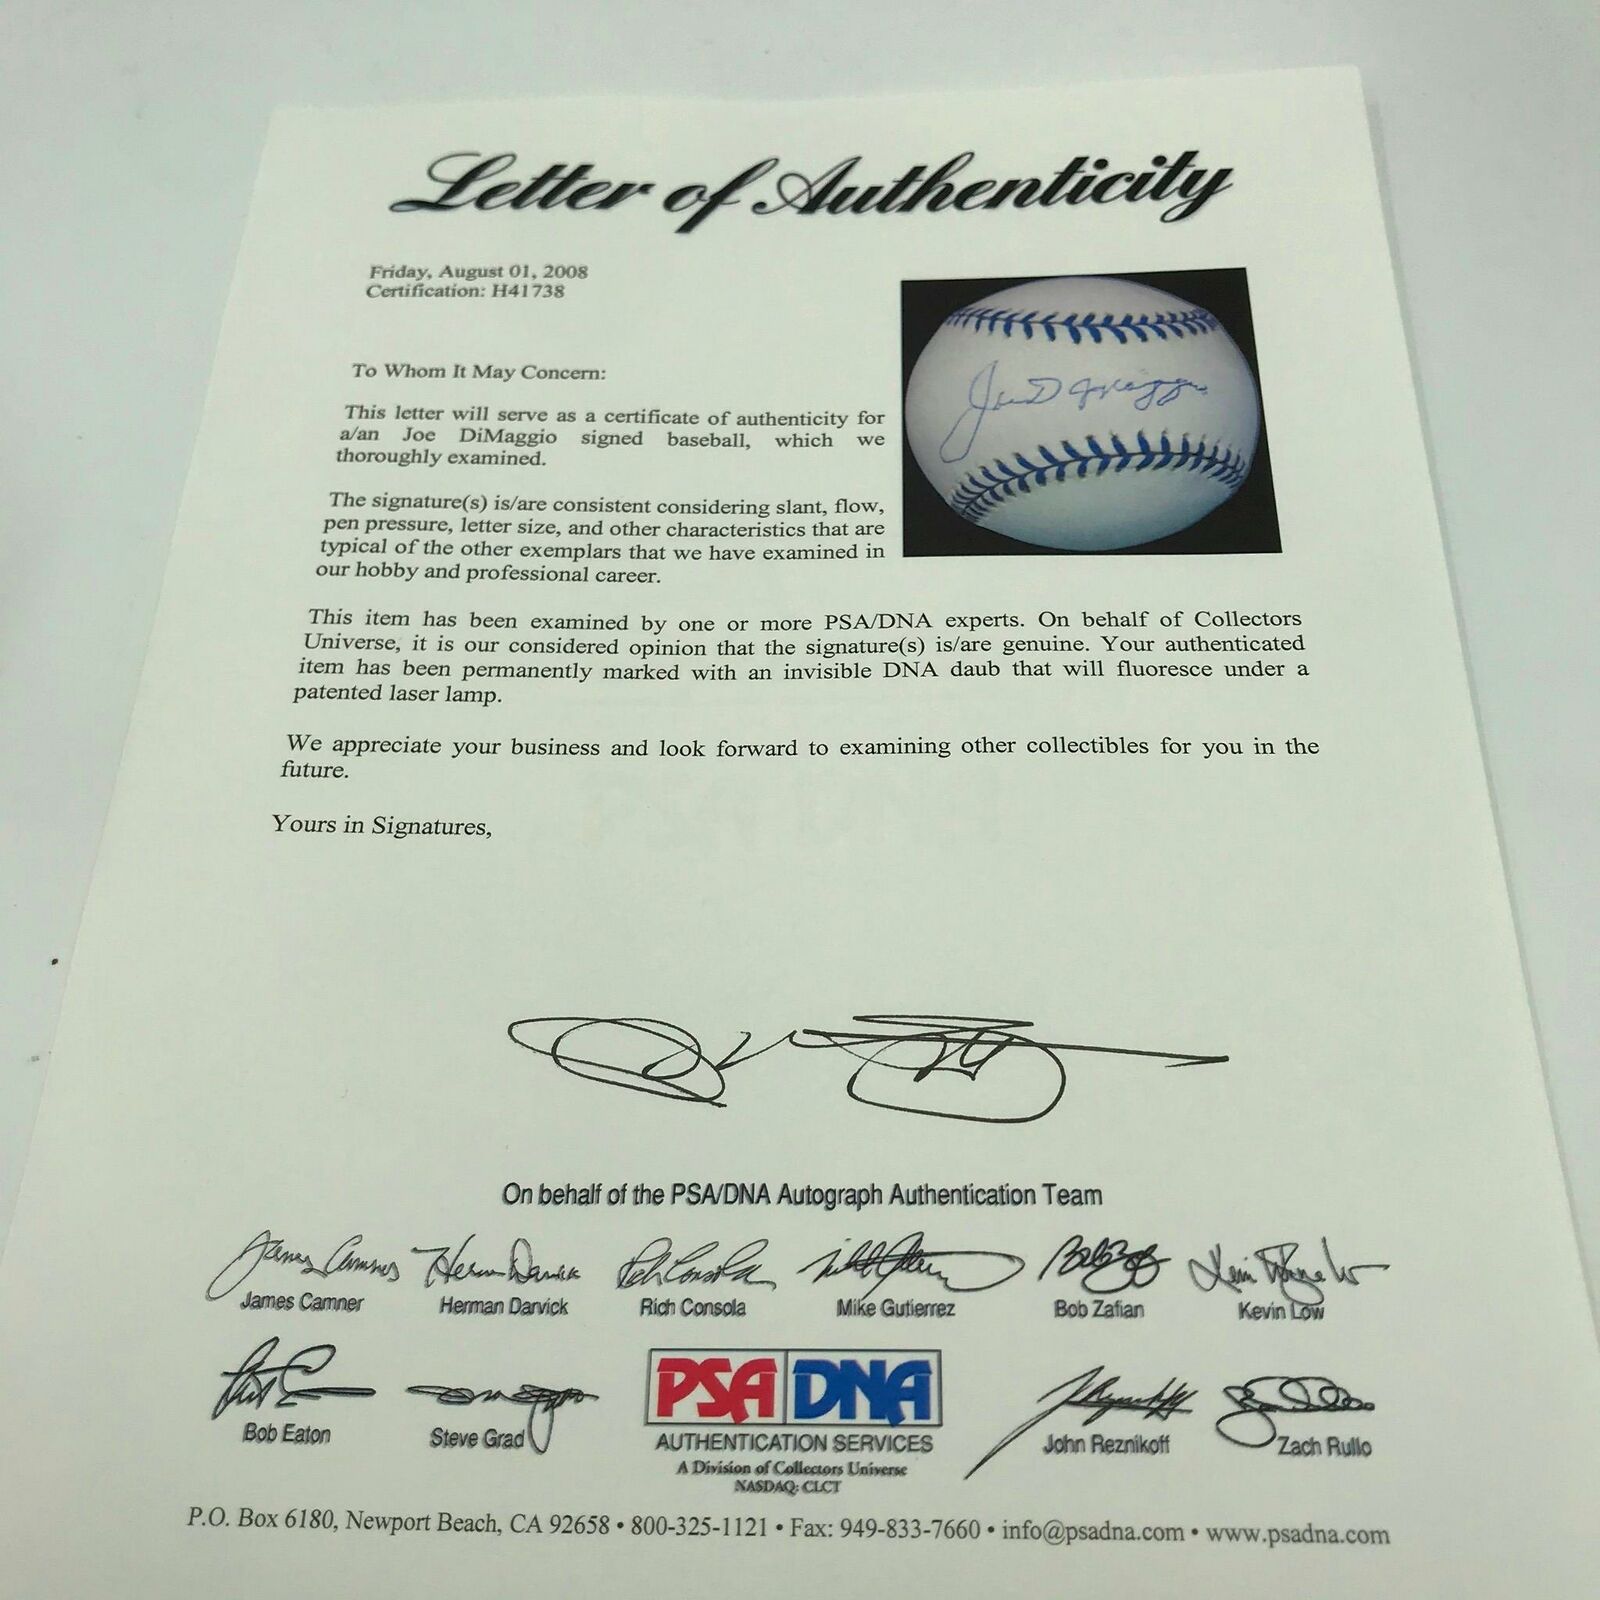 Letter of Authenticity
Friday, August 01, 2008
Certification: H41738
To Whom It May Concern:
This letter will serve as a certificate of authenticity for
a/an Joe DiMaggio signed baseball, which we
thoroughly examined.
Joe DiMaggio
The signature(s) is/are consistent considering slant, flow,
pen pressure, letter size, and other characteristics that are
typical of the other exemplars that we have examined in
our hobby and professional career.
This item has been examined by one or more PSA/DNA experts. On behalf of Collectors
Universe, it is our considered opinion that the signature(s) is/are genuine. Your authenticated
item has been permanently marked with an invisible DNA daub that will fluoresce under a
patented laser lamp.
We appreciate your business and look forward to examining other collectibles for you in the
future.
Yours in Signatures,
On behalf of the PSA/DNA Autograph Authentication Team
James Camner Herman Darvick Rich Consola
James Camner Herman Darvick Rich Consola Mike Gutierrez Bob Zafian Kevin Low
Bob Eaton Steve Grad John Reznikoff Zach Rullo
PSA DNA
AUTHENTICATION SERVICES
A Division of Collectors Universe
NASDAQ: CLCT
P.O. Box 6180, Newport Beach, CA 92658 • 800-325-1121 • Fax: 949-833-7660 • info@psadna.com • www.psadna.com